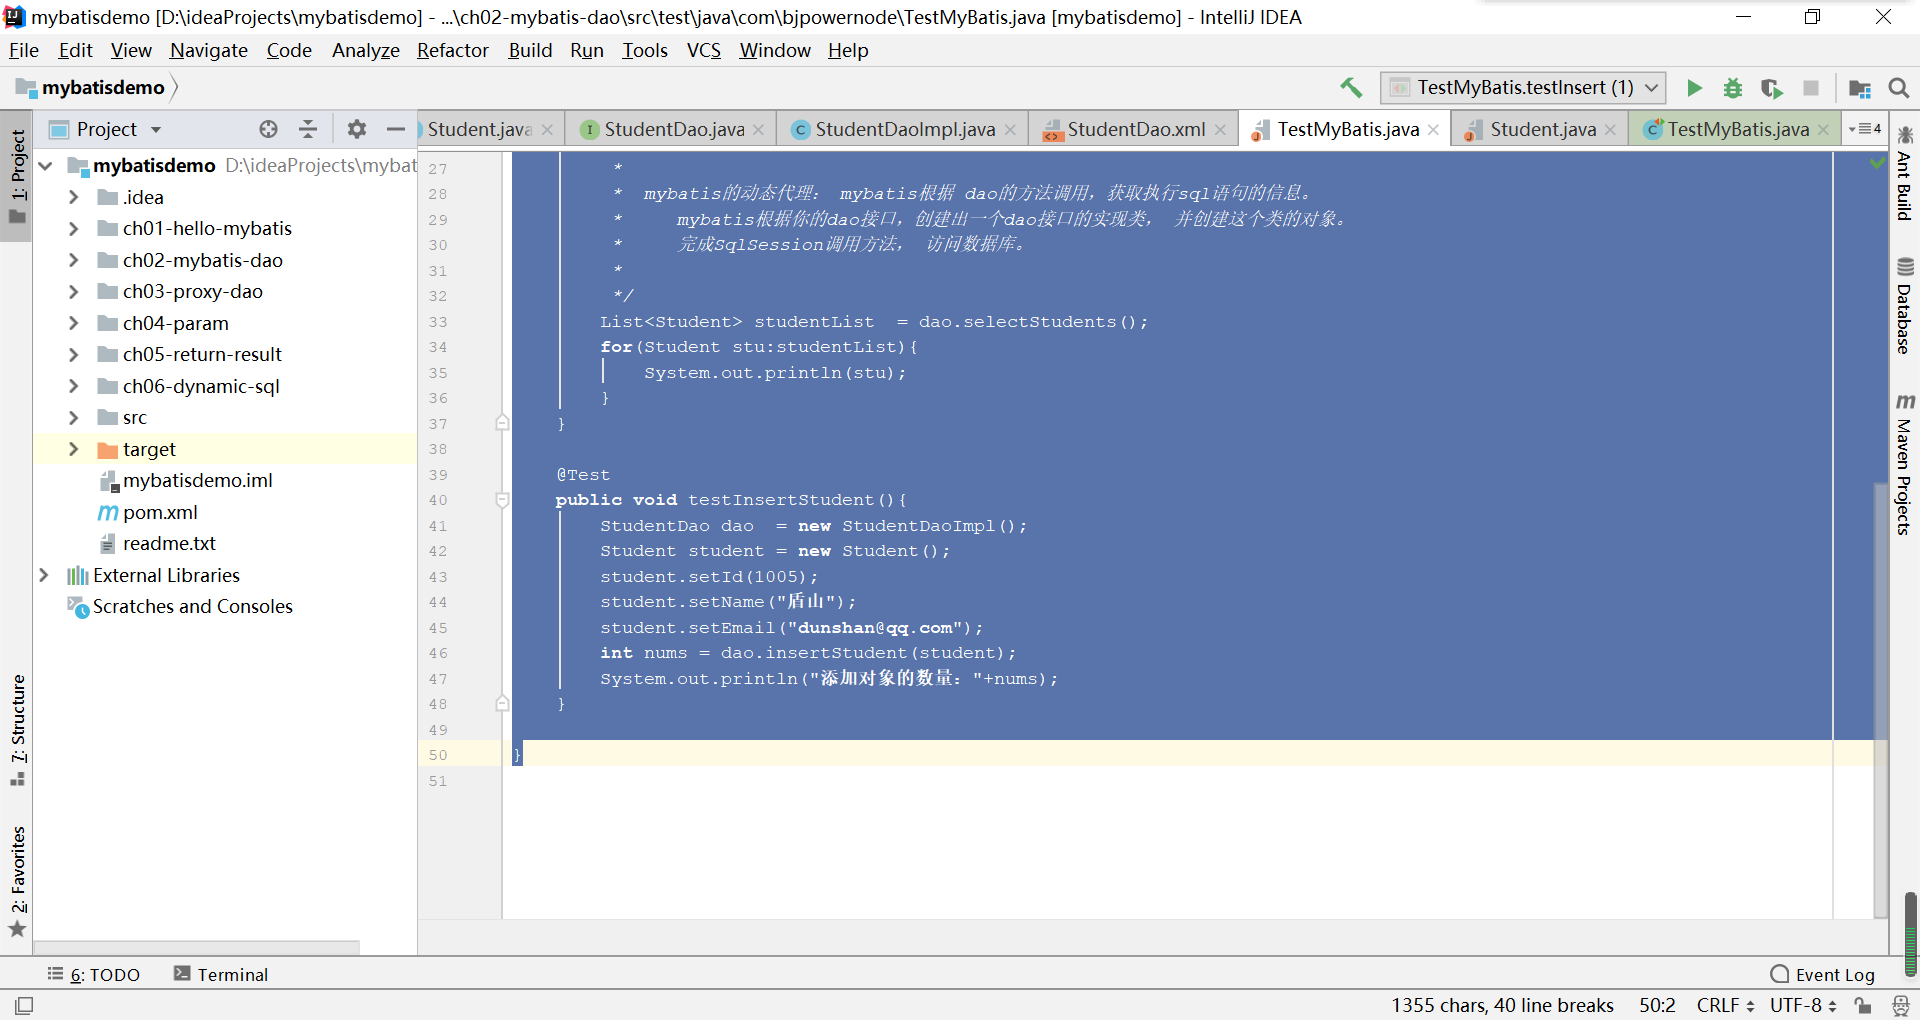 mybatisdemo [D:\ideaProjects\mybatisdemo] - ...\ch02-mybatis-dao\src\test\java\com\bjpowernode\TestMyBatis.java [mybatisdemo] - IntelliJ IDEA
File Edit View Navigate Code Analyze Refactor Build Run Tools VCS Window Help
mybatisdemo
TestMyBatis.testInsert (1)
Project
Student.java
StudentDao.java
StudentDaoImpl.java
StudentDao.xml
TestMyBatis.java
Student.java
TestMyBatis.java
4
1: Project
7: Structure
2: Favorites
mybatisdemo D:\ideaProjects\mybat
.idea
ch01-hello-mybatis
ch02-mybatis-dao
ch03-proxy-dao
ch04-param
ch05-return-result
ch06-dynamic-sql
src
target
mybatisdemo.iml
pom.xml
readme.txt
External Libraries
Scratches and Consoles
27 *
28 * mybatis的动态代理： mybatis根据 dao的方法调用，获取执行sql语句的信息。
29 * mybatis根据你的dao接口，创建出一个dao接口的实现类， 并创建这个类的对象。
30 * 完成SqlSession调用方法， 访问数据库。
31 *
32 */
33 List<Student> studentList = dao.selectStudents();
34 for(Student stu:studentList){
35 System.out.println(stu);
36 }
37 }
38
39 @Test
40 public void testInsertStudent(){
41 StudentDao dao = new StudentDaoImpl();
42 Student student = new Student();
43 student.setId(1005);
44 student.setName("盾山");
45 student.setEmail("dunshan@qq.com");
46 int nums = dao.insertStudent(student);
47 System.out.println("添加对象的数量："+nums);
48 }
49
50 }
51
Ant Build
Database
Maven Projects
6: TODO
Terminal
Event Log
1355 chars, 40 line breaks 50:2 CRLF UTF-8